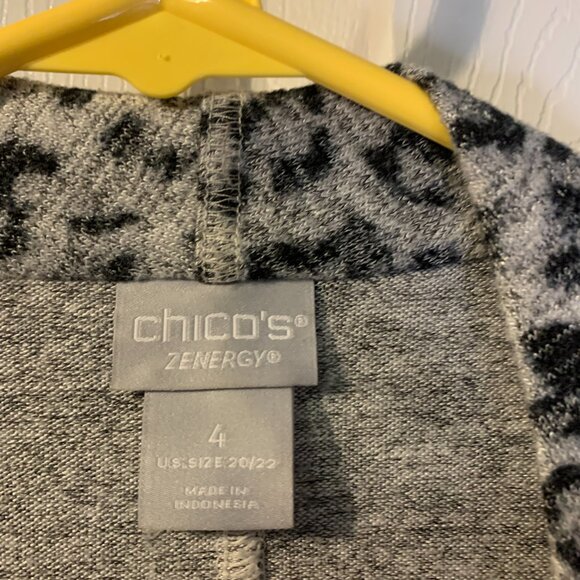 chico's®
ZENERGY®
4
U.S. SIZE 20/22
MADE IN
INDONESIA